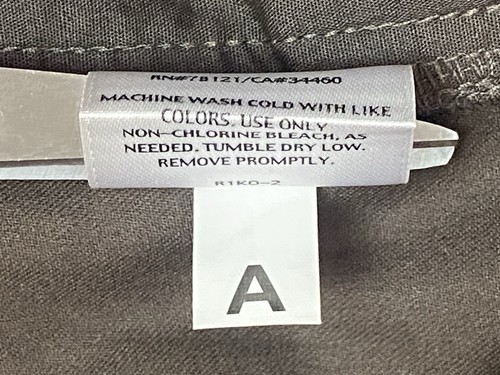 RN#78121/CA#34460
MACHINE WASH COLD WITH LIKE
COLORS. USE ONLY
NON-CHLORINE BLEACH, AS
NEEDED. TUMBLE DRY LOW.
REMOVE PROMPTLY.
R1K0-2
A